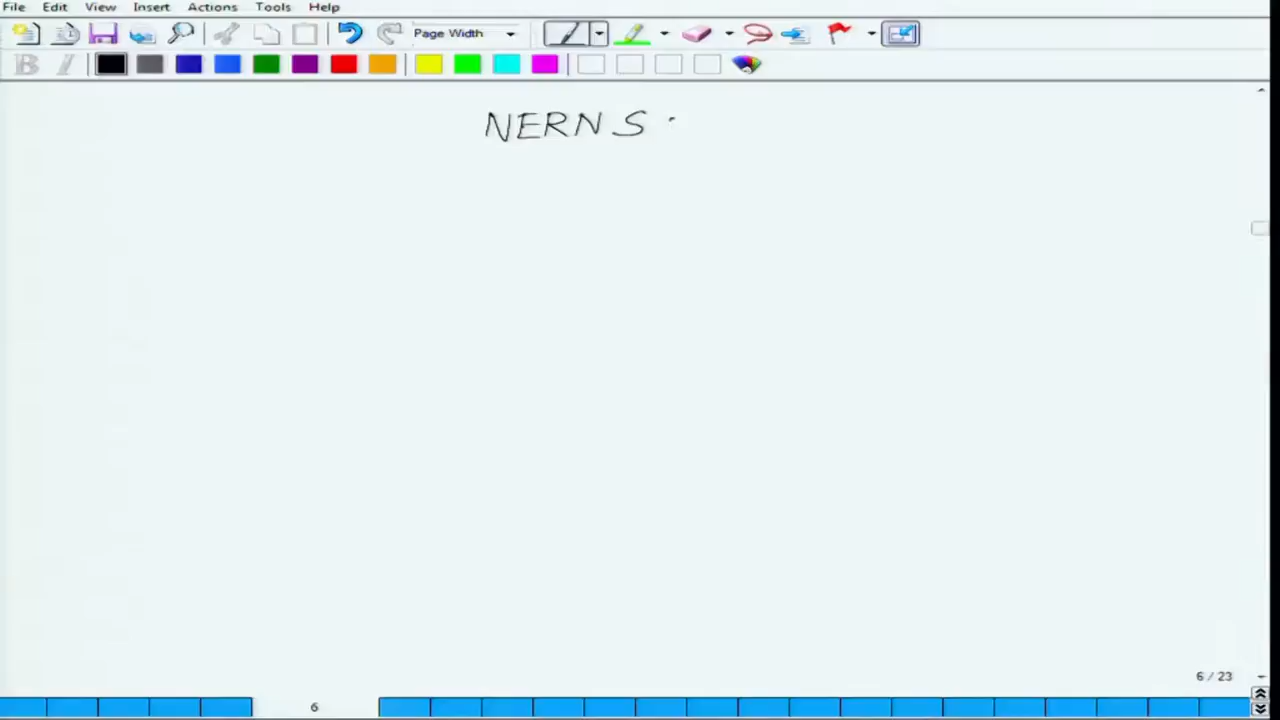 File Edit View Insert Actions Tools Help
Page Width
B I
NERNS
6 / 23
6